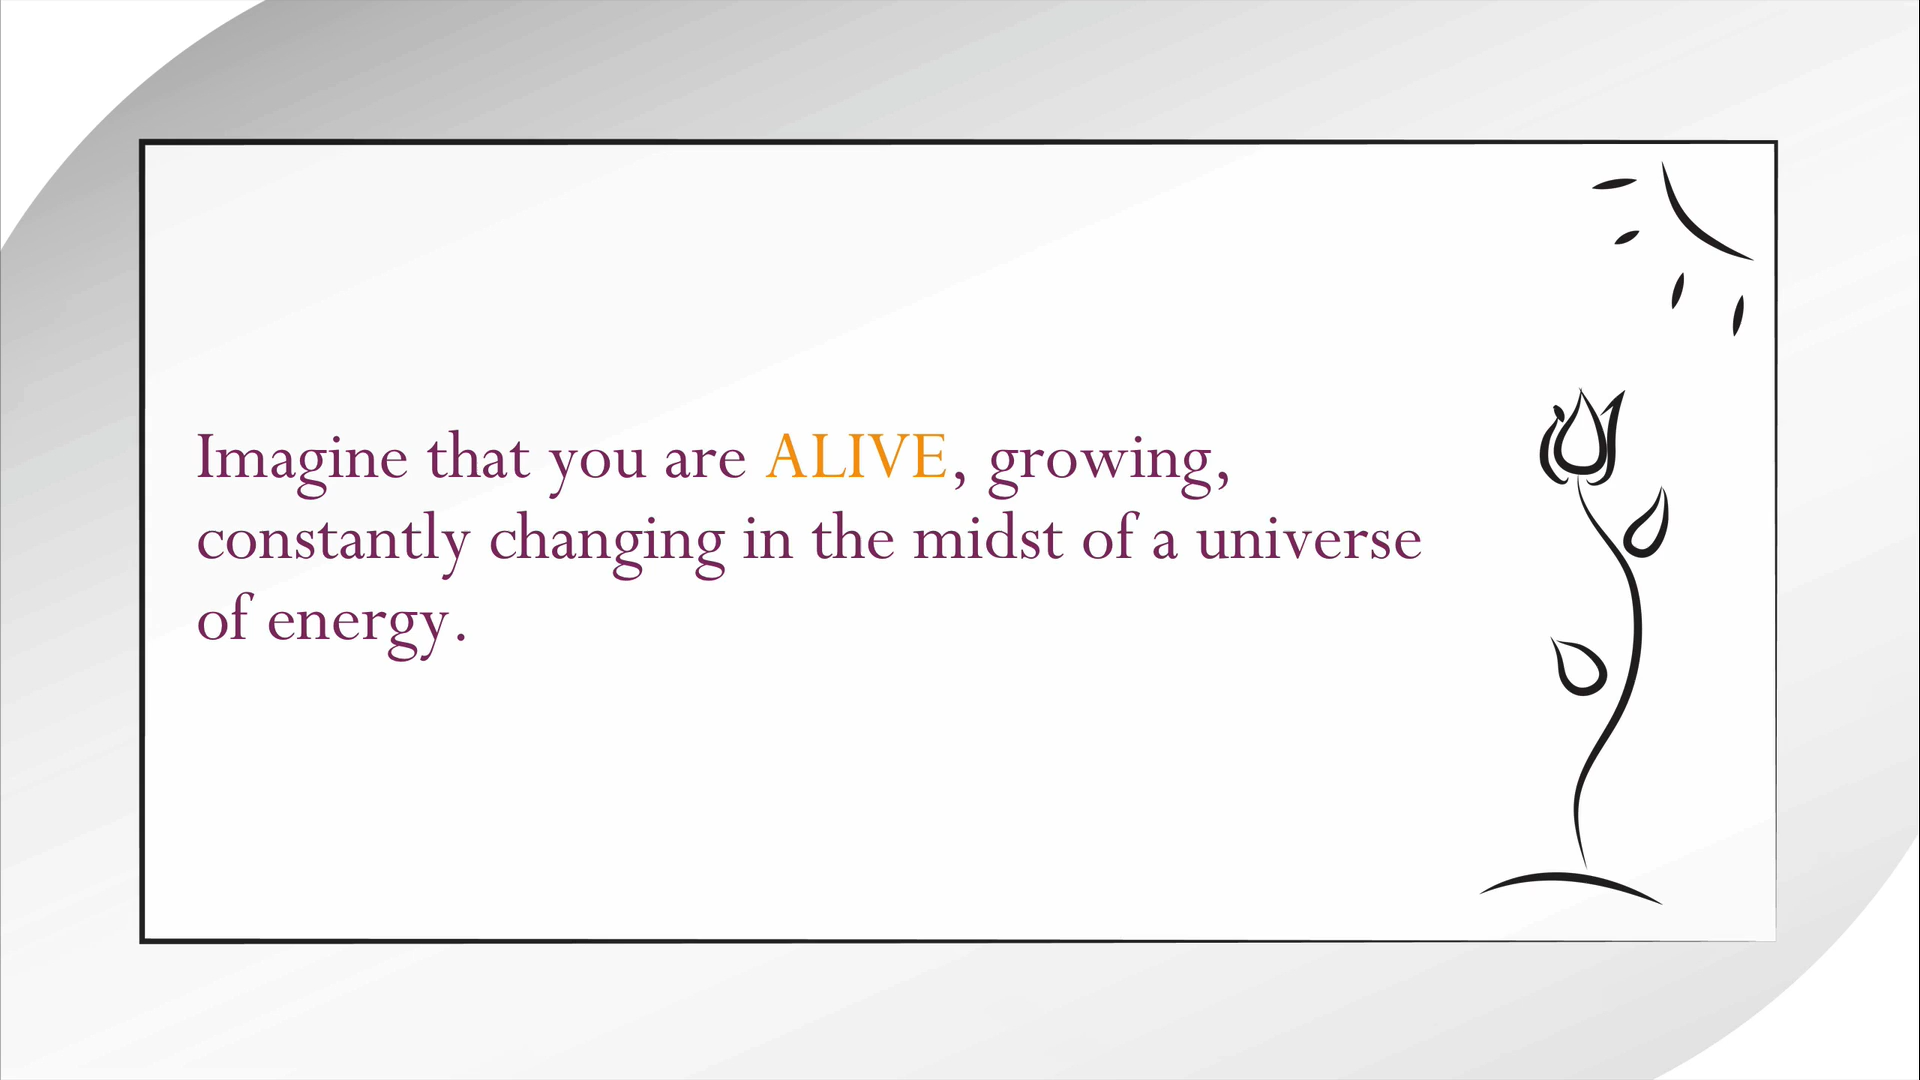 Imagine that you are ALIVE, growing,
constantly changing in the midst of a universe
of energy.